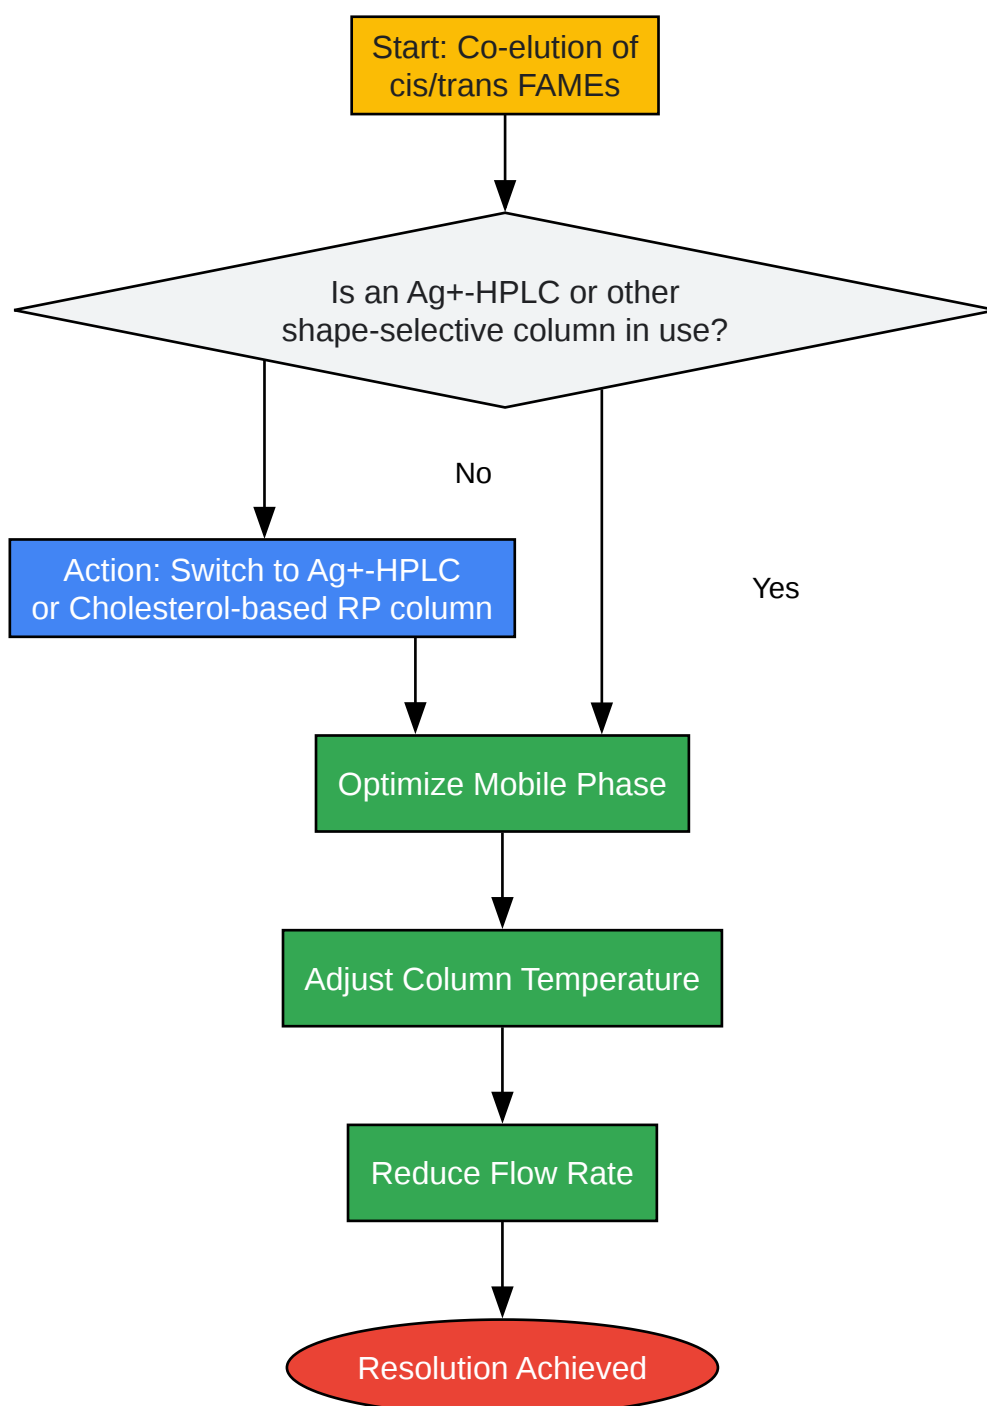 Start: Co-elution of
cis/trans FAMEs
Is an Ag+-HPLC or other
shape-selective column in use?
No
Action: Switch to Ag+-HPLC
or Cholesterol-based RP column
Yes
Optimize Mobile Phase
Adjust Column Temperature
Reduce Flow Rate
Resolution Achieved